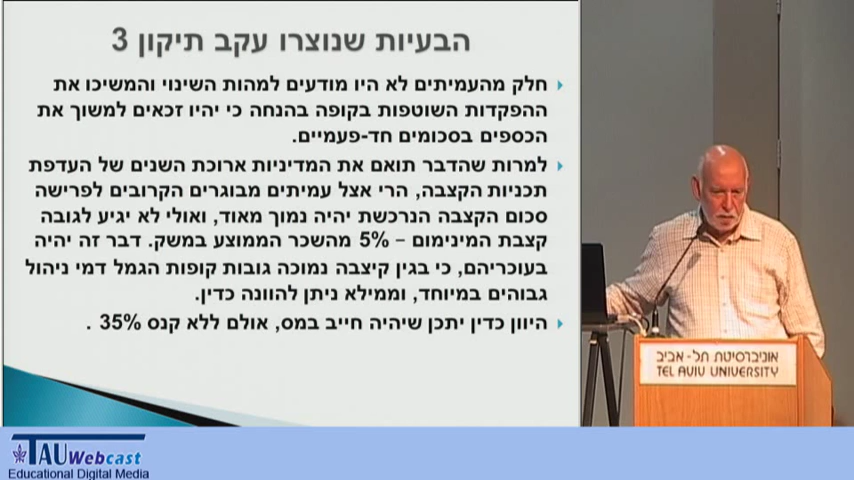 הבעיות שנוצרו עקב תיקון 3
חלק מהעמיתים לא היו מודעים למהות השינוי והמשיכו את
ההפקדות השוטפות בקופה בהנחה כי יהיו זכאים למשוך את
הכספים בסכומים חד-פעמיים.
למרות שהדבר תואם את המדיניות ארוכת השנים של העדפת
תכניות הקצבה, הרי אצל עמיתים מבוגרים הקרובים לפרישה
סכום הקצבה הנרכשת יהיה נמוך מאוד, ואולי לא יגיע לגובה
קצבת המינימום – 5% מהשכר הממוצע במשק. דבר זה יהיה
בעוכריהם, כי בגין קיצבה נמוכה גובות קופות הגמל דמי ניהול
גבוהים במיוחד, וממילא ניתן להוונה כדין.
היוון כדין יתכן שיהיה חייב במס, אולם ללא קנס 35% .
אוניברסיטת תל-אביב
TEL AVIV UNIVERSITY
TAU Webcast
Educational Digital Media